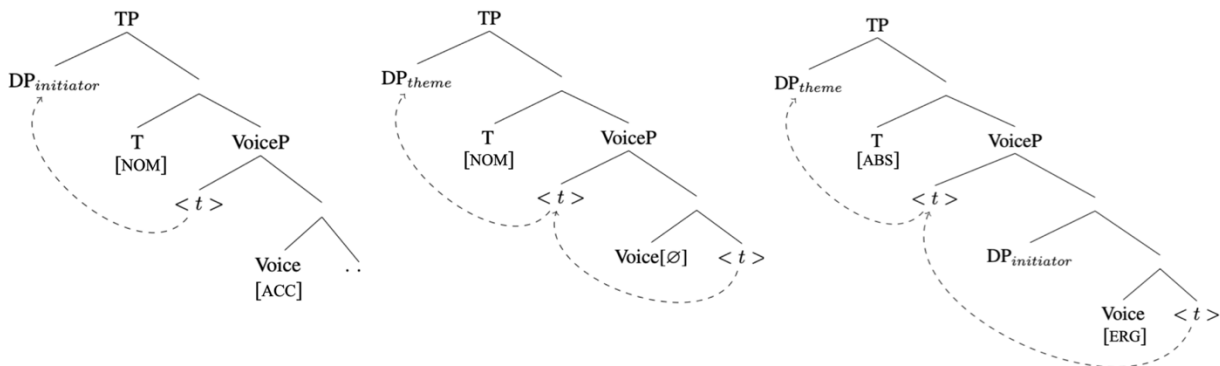 TP
DP_initiator
T
[NOM]
VoiceP
< t >
Voice
[ACC]
. .
TP
DP_theme
T
[NOM]
VoiceP
< t >
Voice[∅]
< t >
TP
DP_theme
T
[ABS]
VoiceP
< t >
DP_initiator
Voice
[ERG]
< t >